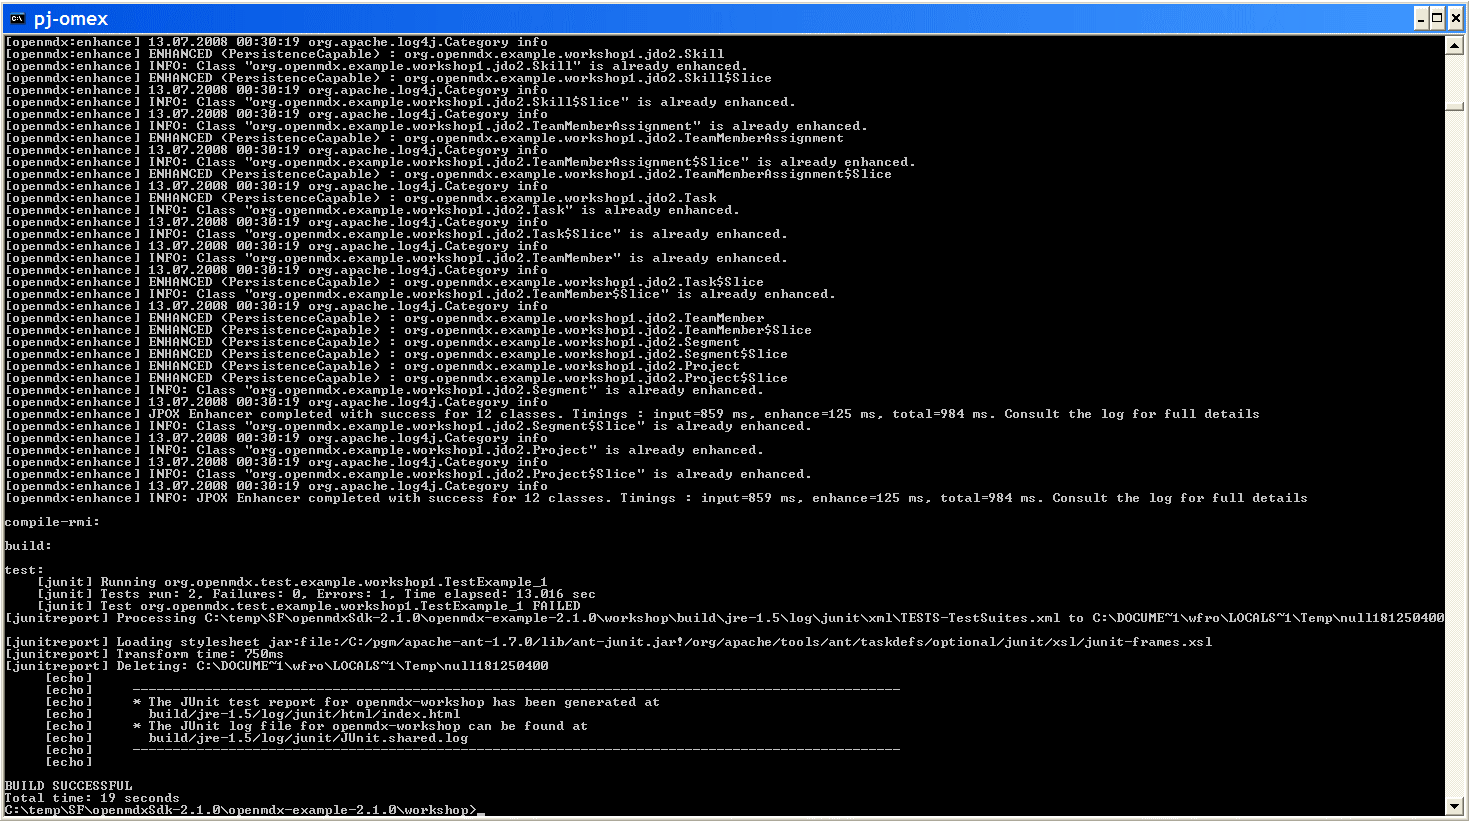 pj-omex
[openmdx:enhance] 13.07.2008 00:30:19 org.apache.log4j.Category info
[openmdx:enhance] ENHANCED (PersistenceCapable) : org.openmdx.example.workshop1.jdo2.Skill
[openmdx:enhance] INFO: Class "org.openmdx.example.workshop1.jdo2.Skill" is already enhanced.
[openmdx:enhance] ENHANCED (PersistenceCapable) : org.openmdx.example.workshop1.jdo2.Skill$Slice
[openmdx:enhance] 13.07.2008 00:30:19 org.apache.log4j.Category info
[openmdx:enhance] INFO: Class "org.openmdx.example.workshop1.jdo2.Skill$Slice" is already enhanced.
[openmdx:enhance] 13.07.2008 00:30:19 org.apache.log4j.Category info
[openmdx:enhance] INFO: Class "org.openmdx.example.workshop1.jdo2.TeamMemberAssignment" is already enhanced.
[openmdx:enhance] ENHANCED (PersistenceCapable) : org.openmdx.example.workshop1.jdo2.TeamMemberAssignment
[openmdx:enhance] 13.07.2008 00:30:19 org.apache.log4j.Category info
[openmdx:enhance] INFO: Class "org.openmdx.example.workshop1.jdo2.TeamMemberAssignment$Slice" is already enhanced.
[openmdx:enhance] ENHANCED (PersistenceCapable) : org.openmdx.example.workshop1.jdo2.TeamMemberAssignment$Slice
[openmdx:enhance] 13.07.2008 00:30:19 org.apache.log4j.Category info
[openmdx:enhance] ENHANCED (PersistenceCapable) : org.openmdx.example.workshop1.jdo2.Task
[openmdx:enhance] INFO: Class "org.openmdx.example.workshop1.jdo2.Task" is already enhanced.
[openmdx:enhance] 13.07.2008 00:30:19 org.apache.log4j.Category info
[openmdx:enhance] INFO: Class "org.openmdx.example.workshop1.jdo2.Task$Slice" is already enhanced.
[openmdx:enhance] 13.07.2008 00:30:19 org.apache.log4j.Category info
[openmdx:enhance] INFO: Class "org.openmdx.example.workshop1.jdo2.TeamMember" is already enhanced.
[openmdx:enhance] 13.07.2008 00:30:19 org.apache.log4j.Category info
[openmdx:enhance] ENHANCED (PersistenceCapable) : org.openmdx.example.workshop1.jdo2.Task$Slice
[openmdx:enhance] INFO: Class "org.openmdx.example.workshop1.jdo2.TeamMember$Slice" is already enhanced.
[openmdx:enhance] 13.07.2008 00:30:19 org.apache.log4j.Category info
[openmdx:enhance] ENHANCED (PersistenceCapable) : org.openmdx.example.workshop1.jdo2.TeamMember
[openmdx:enhance] ENHANCED (PersistenceCapable) : org.openmdx.example.workshop1.jdo2.TeamMember$Slice
[openmdx:enhance] ENHANCED (PersistenceCapable) : org.openmdx.example.workshop1.jdo2.Segment
[openmdx:enhance] ENHANCED (PersistenceCapable) : org.openmdx.example.workshop1.jdo2.Segment$Slice
[openmdx:enhance] ENHANCED (PersistenceCapable) : org.openmdx.example.workshop1.jdo2.Project
[openmdx:enhance] ENHANCED (PersistenceCapable) : org.openmdx.example.workshop1.jdo2.Project$Slice
[openmdx:enhance] INFO: Class "org.openmdx.example.workshop1.jdo2.Segment" is already enhanced.
[openmdx:enhance] 13.07.2008 00:30:19 org.apache.log4j.Category info
[openmdx:enhance] JPOX Enhancer completed with success for 12 classes. Timings : input=859 ms, enhance=125 ms, total=984 ms. Consult the log for full details
[openmdx:enhance] INFO: Class "org.openmdx.example.workshop1.jdo2.Segment$Slice" is already enhanced.
[openmdx:enhance] 13.07.2008 00:30:19 org.apache.log4j.Category info
[openmdx:enhance] INFO: Class "org.openmdx.example.workshop1.jdo2.Project" is already enhanced.
[openmdx:enhance] 13.07.2008 00:30:19 org.apache.log4j.Category info
[openmdx:enhance] INFO: Class "org.openmdx.example.workshop1.jdo2.Project$Slice" is already enhanced.
[openmdx:enhance] 13.07.2008 00:30:19 org.apache.log4j.Category info
[openmdx:enhance] INFO: JPOX Enhancer completed with success for 12 classes. Timings : input=859 ms, enhance=125 ms, total=984 ms. Consult the log for full details
compile-rmi:
build:
test:
[junit] Running org.openmdx.test.example.workshop1.TestExample_1
[junit] Tests run: 2, Failures: 0, Errors: 1, Time elapsed: 13.016 sec
[junit] Test org.openmdx.test.example.workshop1.TestExample_1 FAILED
[junitreport] Processing C:\temp\SF\openmdxSdk-2.1.0\openmdx-example-2.1.0\workshop\build\jre-1.5\log\junit\xml\TESTS-TestSuites.xml to C:\DOCUME~1\wfro\LOCALS~1\Temp\null181250400
[junitreport] Loading stylesheet jar:file:/C:/pgm/apache-ant-1.7.0/lib/ant-junit.jar!/org/apache/tools/ant/taskdefs/optional/junit/xsl/junit-frames.xsl
[junitreport] Transform time: 750ms
[junitreport] Deleting: C:\DOCUME~1\wfro\LOCALS~1\Temp\null181250400
[echo]
[echo] ------------------------------------------------------------------------------------------------
[echo] * The JUnit test report for openmdx-workshop has been generated at
[echo] build/jre-1.5/log/junit/html/index.html
[echo] * The JUnit log file for openmdx-workshop can be found at
[echo] build/jre-1.5/log/junit/JUnit.shared.log
[echo] ------------------------------------------------------------------------------------------------
[echo]
BUILD SUCCESSFUL
Total time: 19 seconds
C:\temp\SF\openmdxSdk-2.1.0\openmdx-example-2.1.0\workshop>_